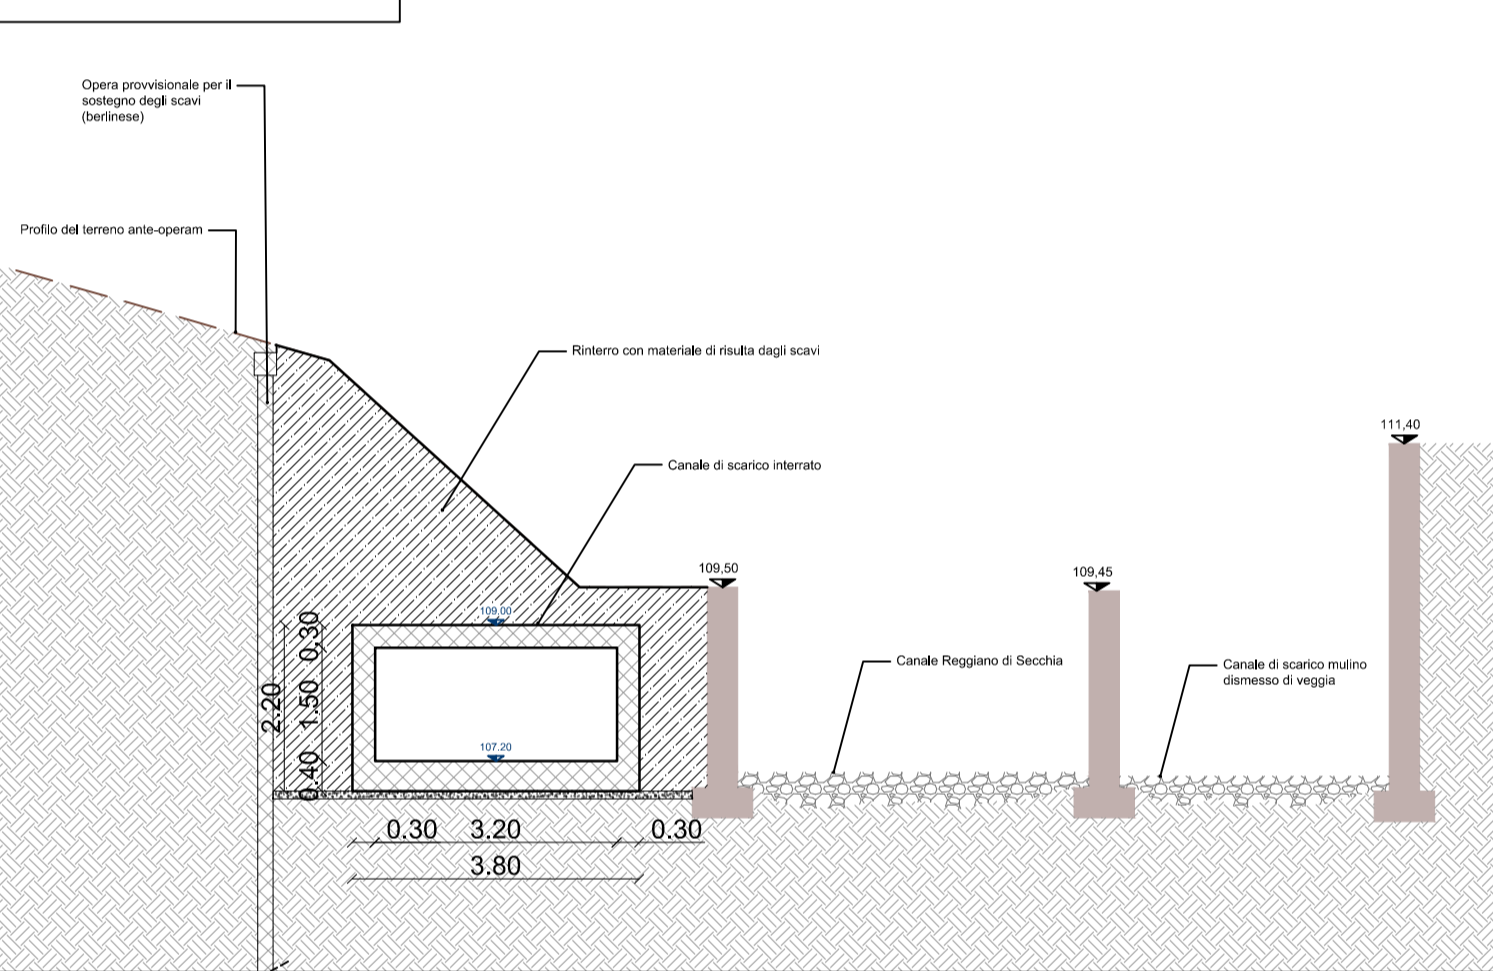 Opera provvisionale per il
sostegno degli scavi
(berlinese)
Profilo del terreno ante-operam
Rinterro con materiale di risulta dagli scavi
111,40
Canale di scarico interrato
109,50
109,45
109.00
0.30
1.50
2.20
0.40
107.20
Canale Reggiano di Secchia
Canale di scarico mulino
dismesso di veggia
0.30 3.20 0.30
3.80